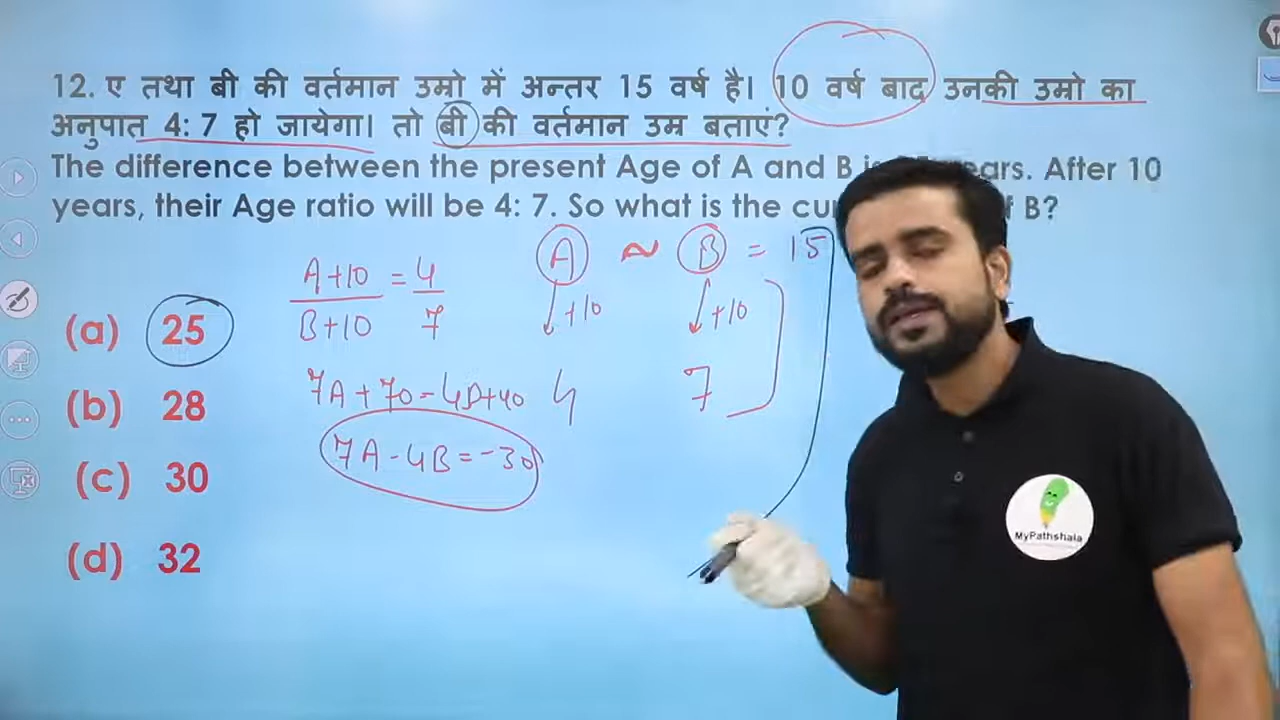 12. ए तथा बी की वर्तमान उम्रो में अन्तर 15 वर्ष है। 10 वर्ष बाद उनकी उम्रो का
अनुपात 4: 7 हो जायेगा। तो बी की वर्तमान उम्र बताएं?
The difference between the present Age of A and B years. After 10
years, their Age ratio will be 4: 7. So what is the B?
A ~ B = 15
A+10 = 4
B+10 7
+10 +10
(a) 25
7A+70=4B+40 4 7
(b) 28
7A-4B=-30
(c) 30
(d) 32
MyPathshala